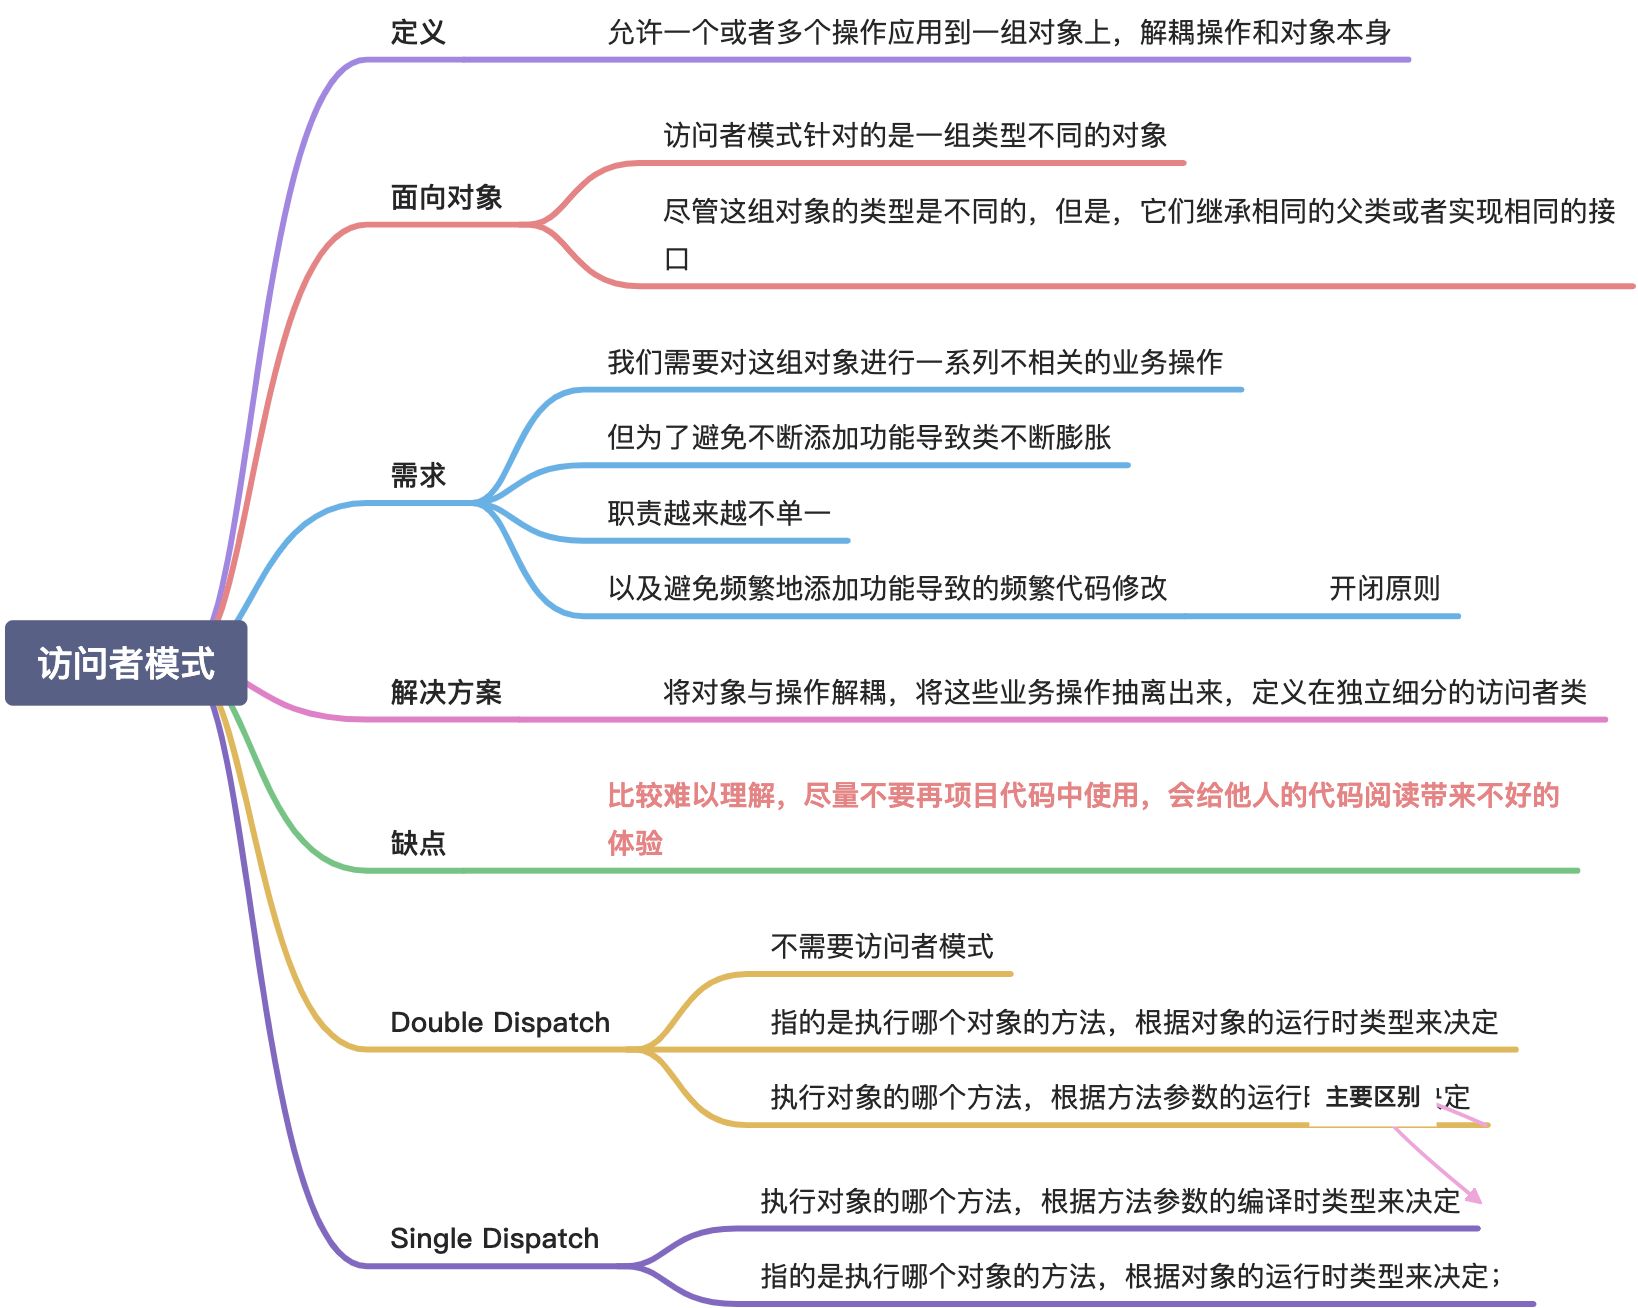 定义
允许一个或者多个操作应用到一组对象上，解耦操作和对象本身
面向对象
访问者模式针对的是一组类型不同的对象
尽管这组对象的类型是不同的，但是，它们继承相同的父类或者实现相同的接
口
需求
我们需要对这组对象进行一系列不相关的业务操作
但为了避免不断添加功能导致类不断膨胀
职责越来越不单一
以及避免频繁地添加功能导致的频繁代码修改
开闭原则
访问者模式
解决方案
将对象与操作解耦，将这些业务操作抽离出来，定义在独立细分的访问者类
缺点
比较难以理解，尽量不要再项目代码中使用，会给他人的代码阅读带来不好的
体验
Double Dispatch
不需要访问者模式
指的是执行哪个对象的方法，根据对象的运行时类型来决定
执行对象的哪个方法，根据方法参数的运行
主要区别
定
Single Dispatch
执行对象的哪个方法，根据方法参数的编译时类型来决定
指的是执行哪个对象的方法，根据对象的运行时类型来决定；